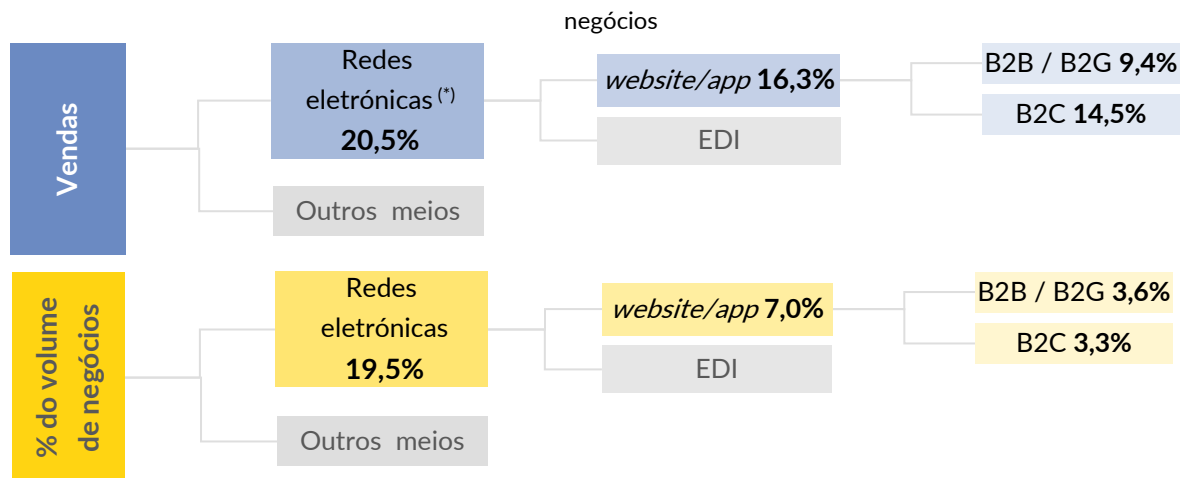 negócios
Vendas
Redes
eletrónicas (*)
20,5%
Outros meios
website/app 16,3%
EDI
B2B / B2G 9,4%
B2C 14,5%
% do volume
de negócios
Redes
eletrónicas
19,5%
Outros meios
website/app 7,0%
EDI
B2B / B2G 3,6%
B2C 3,3%